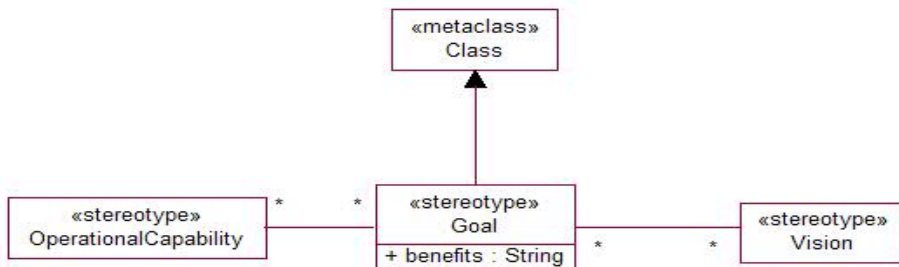 «metaclass»
Class
«stereotype»
OperationalCapability
* *
«stereotype»
Goal
+ benefits : String
* *
«stereotype»
Vision